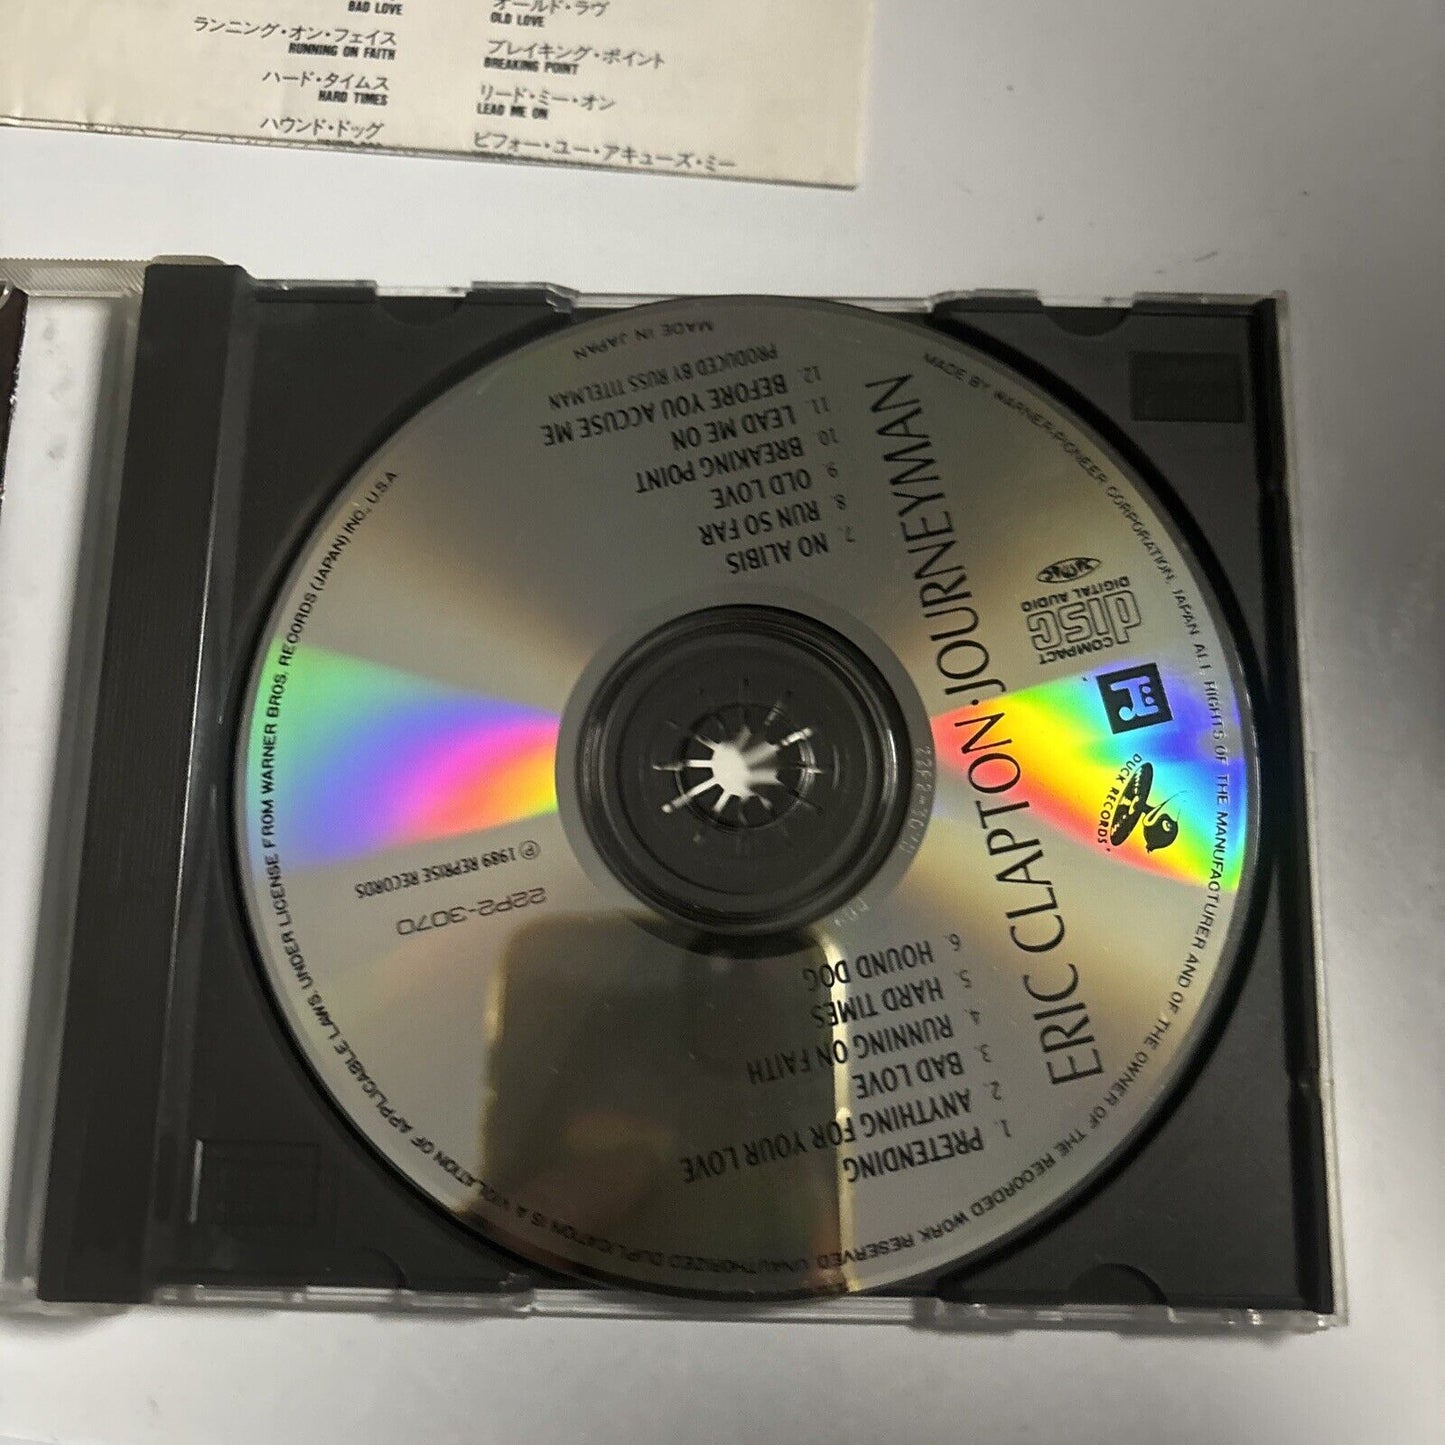 BAD LOVE
ランニング・オン・フェイス
RUNNING ON FAITH
ハード・タイムス
HARD TIMES
ハウンド・ドッグ
オールド・ラヴ
OLD LOVE
ブレイキング・ポイント
BREAKING POINT
リード・ミー・オン
LEAD ME ON
ビフォー・ユー・アキューズ・ミー
ERIC CLAPTON·JOURNEYMAN
DUCK RECORDS
COMPACT
disc
DIGITAL AUDIO
1. PRETENDING
2. ANYTHING FOR YOUR LOVE
3. BAD LOVE
4. RUNNING ON FAITH
5. HARD TIMES
6. HOUND DOG
7. NO ALIBIS
8. RUN SO FAR
9. OLD LOVE
10. BREAKING POINT
11. LEAD ME ON
12. BEFORE YOU ACCUSE ME
PRODUCED BY RUSS TITELMAN
MADE IN JAPAN
22P2-3070
℗ 1989 REPRISE RECORDS
MADE BY WARNER-PIONEER CORPORATION, JAPAN ALL RIGHTS OF THE MANUFACTURER AND OF THE OWNER OF THE RECORDED WORK RESERVED. UNAUTHORIZED DUPLICATION IS A VIOLATION OF APPLICABLE LAWS. UNDER LICENSE FROM WARNER BROS. RECORDS (JAPAN) INC., U.S.A